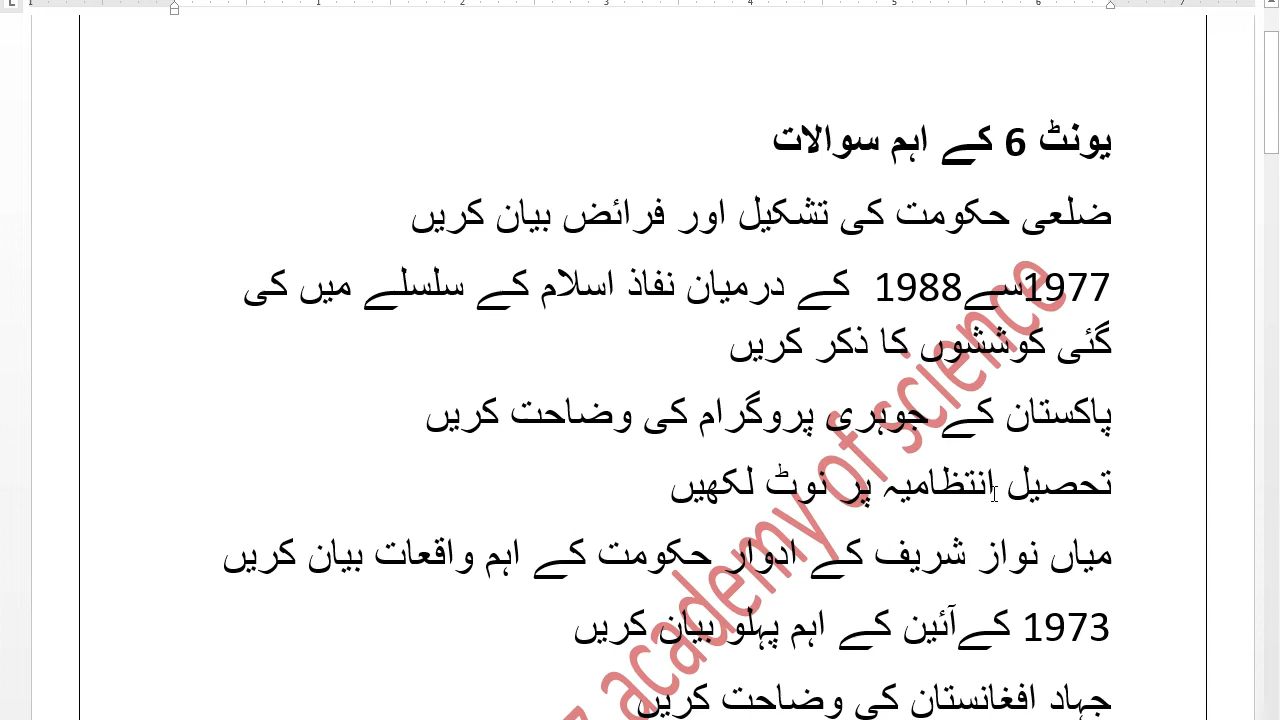 یونٹ 6 کے اہم سوالات
ضلعی حکومت کی تشکیل اور فرائض بیان کریں
1977سے1988 کے درمیان نفاذ اسلام کے سلسلے میں کی
گئی کوششوں کا ذکر کریں
پاکستان کے جوہری پروگرام کی وضاحت کریں
تحصیل انتظامیہ پر نوٹ لکھیں
میاں نواز شریف کے ادوار حکومت کے اہم واقعات بیان کریں
1973 کےآئین کے اہم پہلو بیان کریں
جہاد افغانستان کی وضاحت کریں
academy of science